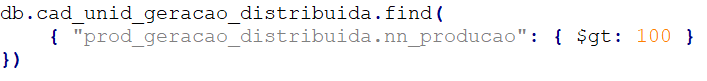 db.cad_unid_geracao_distribuida.find(
{ "prod_geracao_distribuida.nn_producao": { $gt: 100 }
})